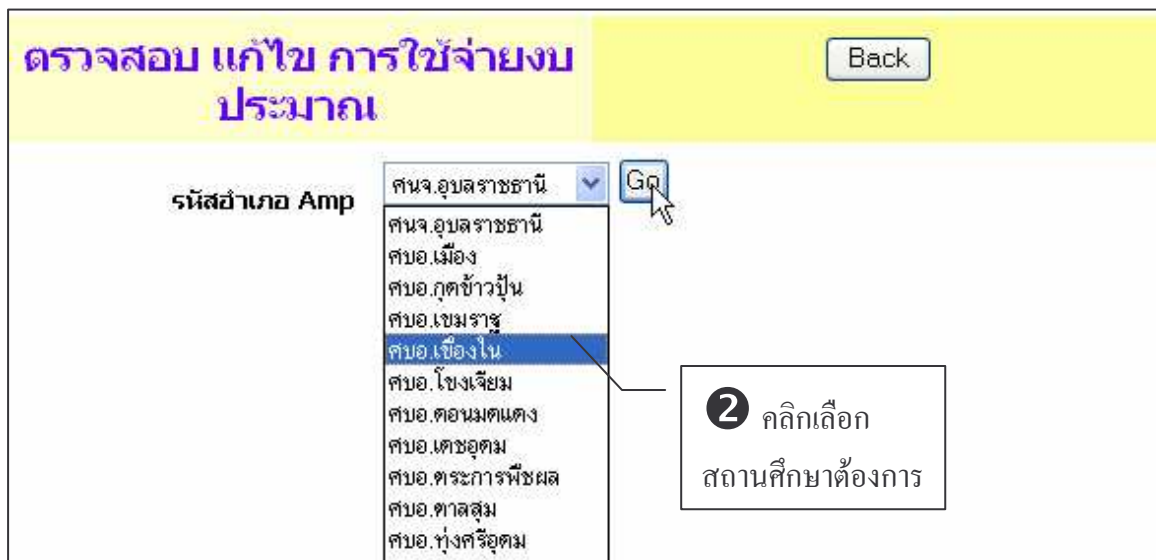 ตรวจสอบ แก้ไข การใช้จ่ายงบ
ประมาณ
Back
รหัสอำเภอ Amp
ศนจ.อุบลราชธานี
Go
ศนจ.อุบลราชธานี
ศบอ.เมือง
ศบอ.กุดข้าวปุ้น
ศบอ.เขมราฐ
ศบอ.เขื่องใน
ศบอ.โขงเจียม
ศบอ.ดอนมดแดง
ศบอ.เดชอุดม
ศบอ.ตระการพืชผล
ศบอ.ตาลสุม
ศบอ.ทุ่งศรีอุดม
❷ คลิกเลือก
สถานศึกษาต้องการ